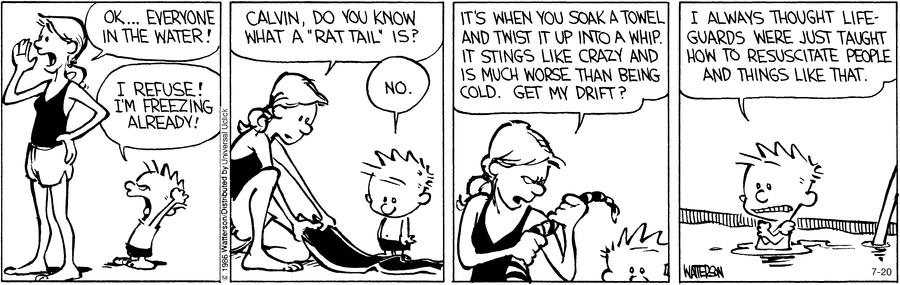 OK... EVERYONE
IN THE WATER!
I REFUSE!
I'M FREEZING
ALREADY!
© 1986 Watterson/Distributed by Universal Uclick
CALVIN, DO YOU KNOW
WHAT A "RAT TAIL" IS?
NO.
IT'S WHEN YOU SOAK A TOWEL
AND TWIST IT UP INTO A WHIP.
IT STINGS LIKE CRAZY AND
IS MUCH WORSE THAN BEING
COLD. GET MY DRIFT?
I ALWAYS THOUGHT LIFE-
GUARDS WERE JUST TAUGHT
HOW TO RESUSCITATE PEOPLE
AND THINGS LIKE THAT.
WATTERSON
7-20